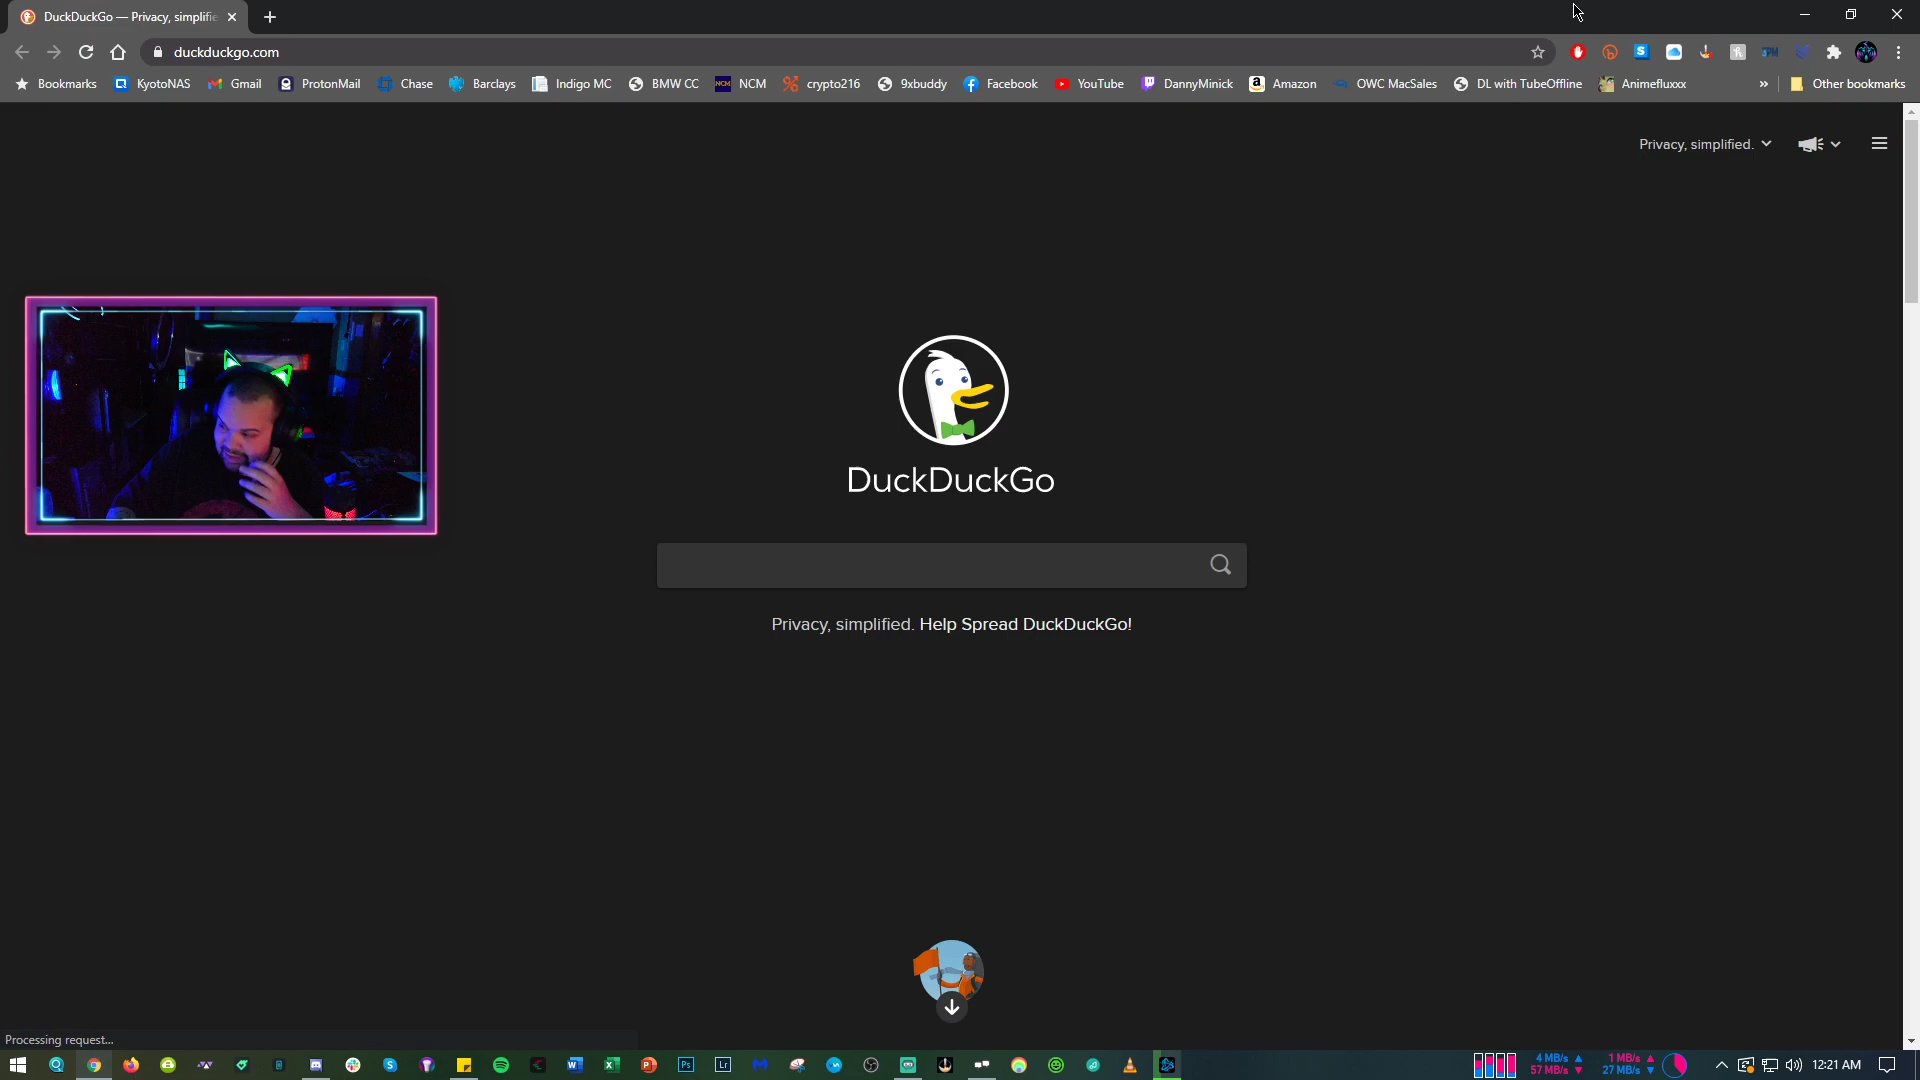 DuckDuckGo — Privacy, simplifie
duckduckgo.com
Bookmarks KyotoNAS Gmail ProtonMail Chase Barclays Indigo MC BMW CC NCM NCM crypto216 9xbuddy Facebook YouTube DannyMinick Amazon OWC MacSales DL with TubeOffline Animefluxxx » Other bookmarks
Privacy, simplified.
DuckDuckGo
Privacy, simplified. Help Spread DuckDuckGo!
Processing request...
4 MB/s 1 MB/s
57 MB/s 27 MB/s
12:21 AM